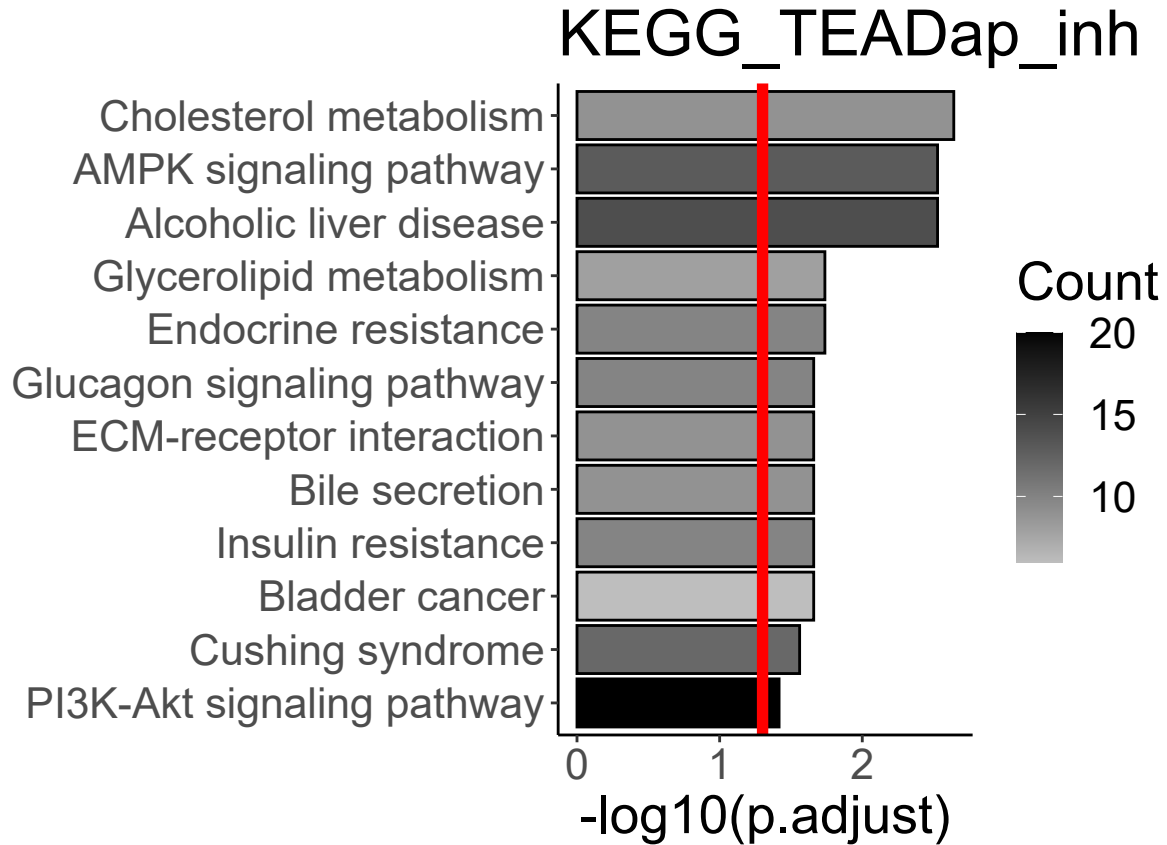 KEGG_TEADap_inh
Cholesterol metabolism
AMPK signaling pathway
Alcoholic liver disease
Glycerolipid metabolism
Endocrine resistance
Glucagon signaling pathway
ECM-receptor interaction
Bile secretion
Insulin resistance
Bladder cancer
Cushing syndrome
PI3K-Akt signaling pathway
0 1 2
-log10(p.adjust)
Count
20
15
10